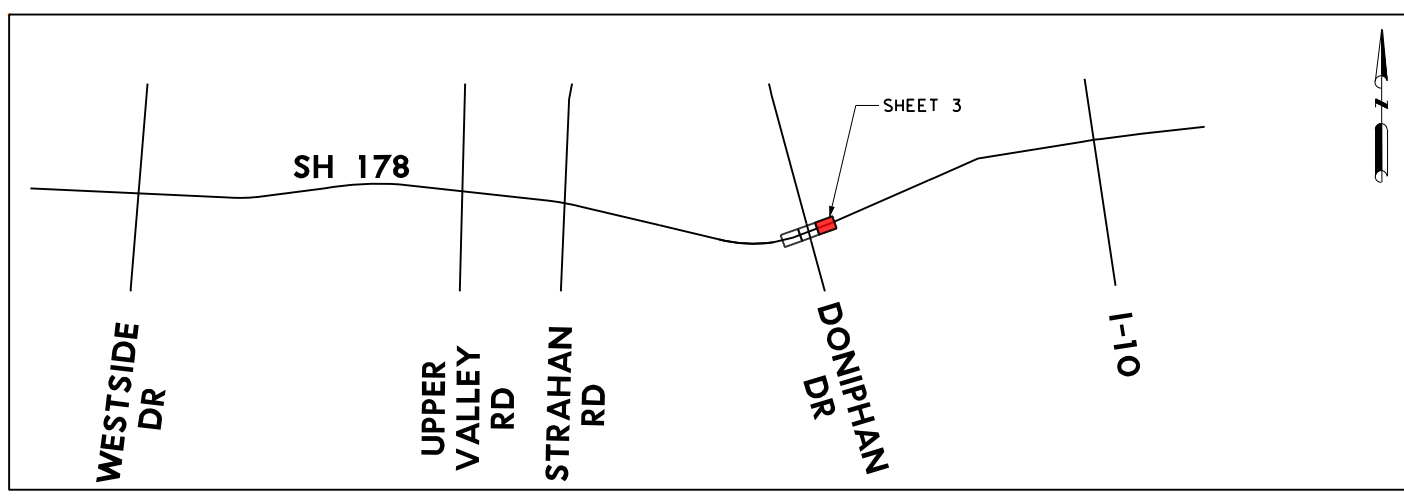 SHEET 3
N
SH 178
WESTSIDE
DR
UPPER
VALLEY
RD
STRAHAN
RD
DONIPHAN
DR
I-10